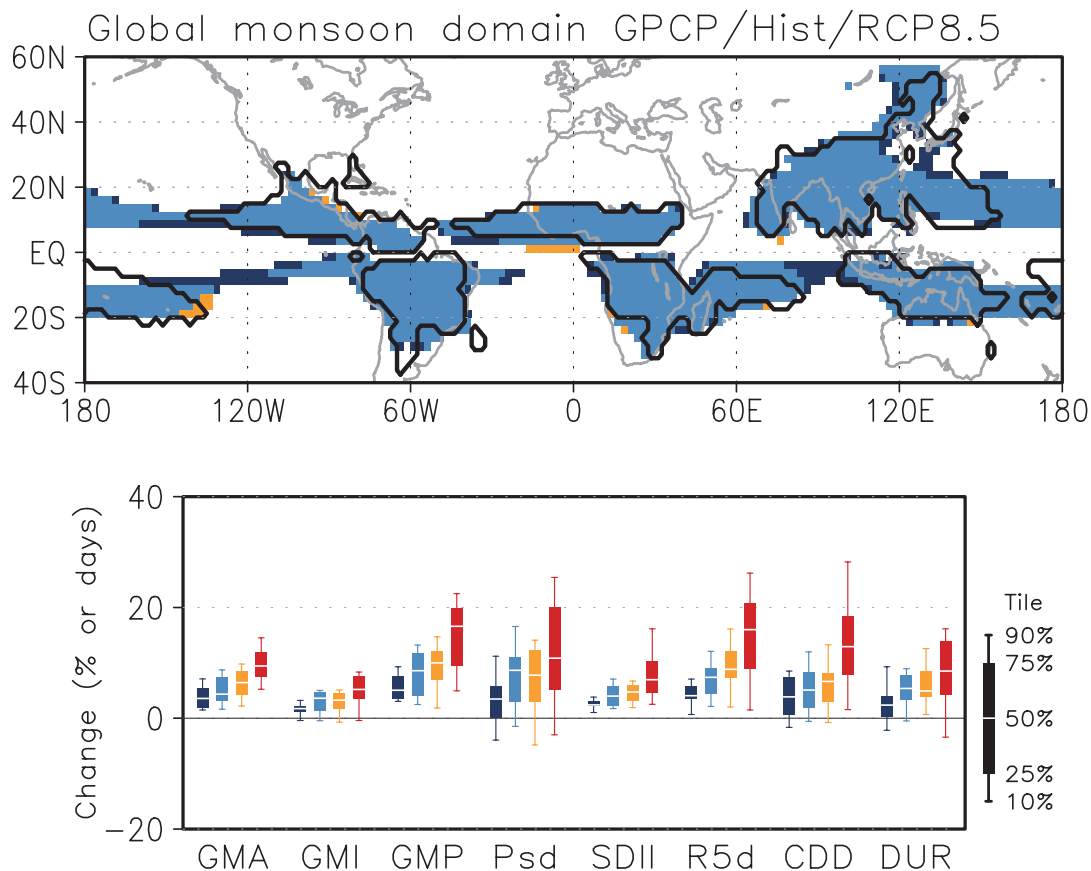 Global monsoon domain GPCP/Hist/RCP8.5
60N
40N
20N
EQ
20S
40S
180 120W 60W 0 60E 120E 180
Change (% or days)
40
20
0
-20
GMA GMI GMP Psd SDII R5d CDD DUR
Tile
90%
75%
50%
25%
10%